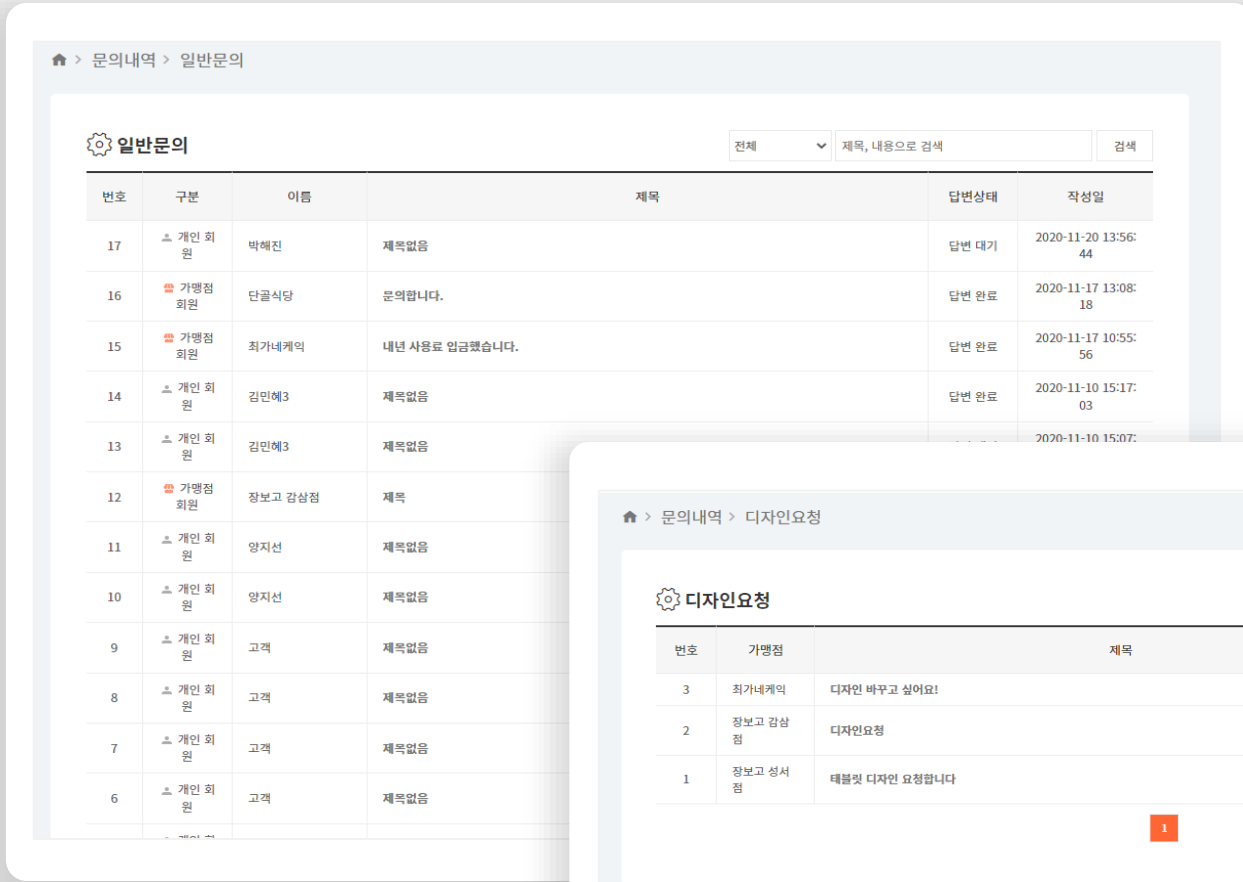 문의내역 > 일반문의
일반문의
전체
제목, 내용으로 검색
검색
번호 구분 이름 제목 답변상태 작성일
17 개인 회원 박해진 제목없음 답변 대기 2020-11-20 13:56:44
16 가맹점 회원 단골식당 문의합니다. 답변 완료 2020-11-17 13:08:18
15 가맹점 회원 최가네케익 내년 사용료 입금했습니다. 답변 완료 2020-11-17 10:55:56
14 개인 회원 김민혜3 제목없음 답변 완료 2020-11-10 15:17:03
13 개인 회원 김민혜3 제목없음 2020-11-10 15:07:
12 가맹점 회원 장보고 감삼점 제목
11 개인 회원 양지선 제목없음
10 개인 회원 양지선 제목없음
9 개인 회원 고객 제목없음
8 개인 회원 고객 제목없음
7 개인 회원 고객 제목없음
6 개인 회원 고객 제목없음
문의내역 > 디자인요청
디자인요청
번호 가맹점 제목
3 최가네케익 디자인 바꾸고 싶어요!
2 장보고 감삼점 디자인요청
1 장보고 성서점 태블릿 디자인 요청합니다
1